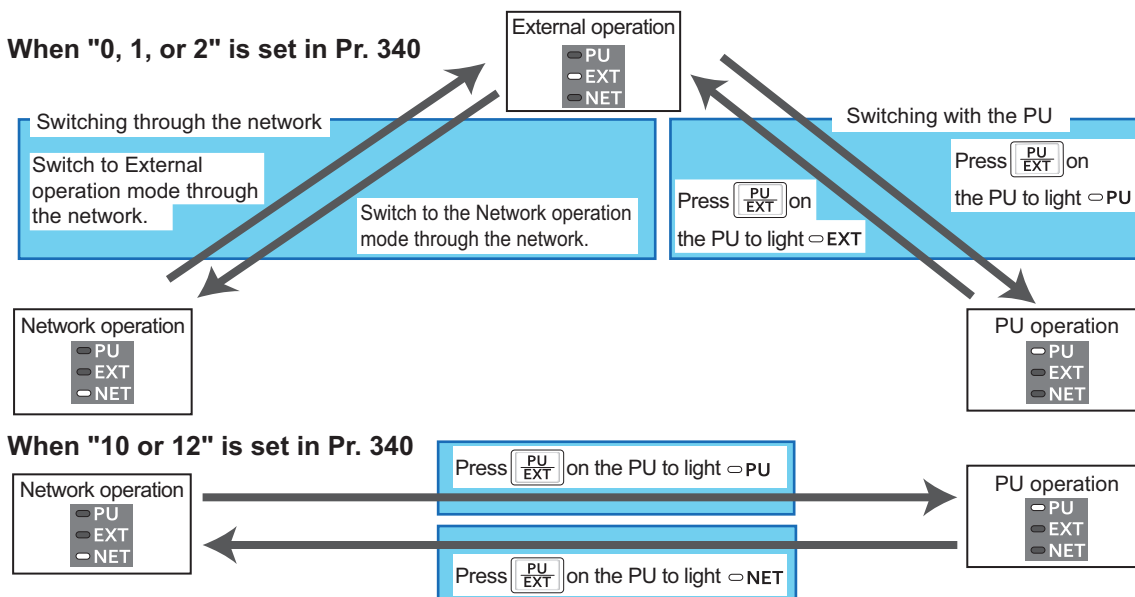 When "0, 1, or 2" is set in Pr. 340
External operation
PU
EXT
NET
Switching through the network
Switch to External
operation mode through
the network.
Switch to the Network operation
mode through the network.
Switching with the PU
Press PU/EXT on
the PU to light EXT
Press PU/EXT on
the PU to light PU
Network operation
PU
EXT
NET
PU operation
PU
EXT
NET
When "10 or 12" is set in Pr. 340
Network operation
PU
EXT
NET
Press PU/EXT on the PU to light PU
Press PU/EXT on the PU to light NET
PU operation
PU
EXT
NET